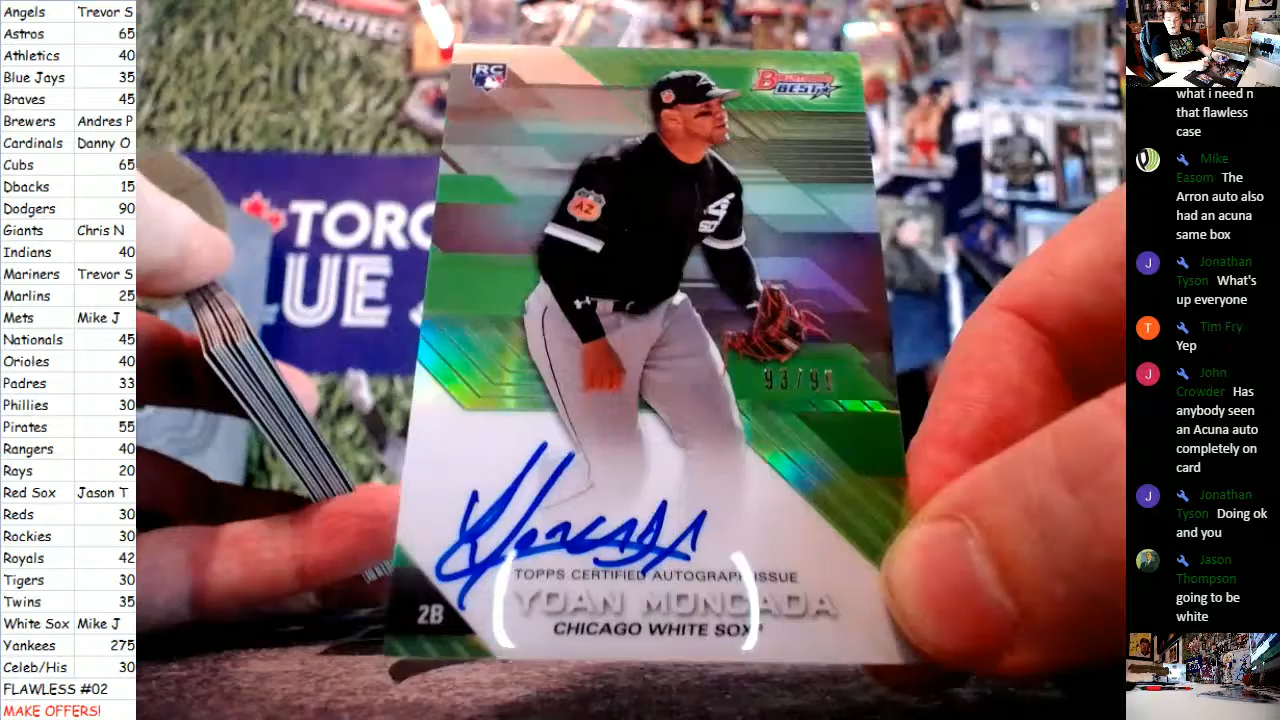 Angels Trevor S
Astros 65
Athletics 40
Blue Jays 35
Braves 45
Brewers Andres P
Cardinals Danny O
Cubs 65
Dbacks 15
Dodgers 90
Giants Chris N
Indians 40
Mariners Trevor S
Marlins 25
Mets Mike J
Nationals 45
Orioles 40
Padres 33
Phillies 30
Pirates 55
Rangers 40
Rays 20
Red Sox Jason T
Reds 30
Rockies 30
Royals 42
Tigers 30
Twins 35
White Sox Mike J
Yankees 275
Celeb/His 30
FLAWLESS #02
MAKE OFFERS!
PROTEC
TORO
UE
RC
Bowman's
BEST
AZ
93/99
Y Moncada
TOPPS CERTIFIED AUTOGRAPH ISSUE
2B
YOAN MONCADA
CHICAGO WHITE SOX
what i need n
that flawless
case
Mike
Easom The
Arron auto also
had an acuna
same box
J
Jonathan
Tyson What's
up everyone
T
Tim Fry
Yep
J
John
Crowder Has
anybody seen
an Acuna auto
completely on
card
J
Jonathan
Tyson Doing ok
and you
Jason
Thompson
going to be
white